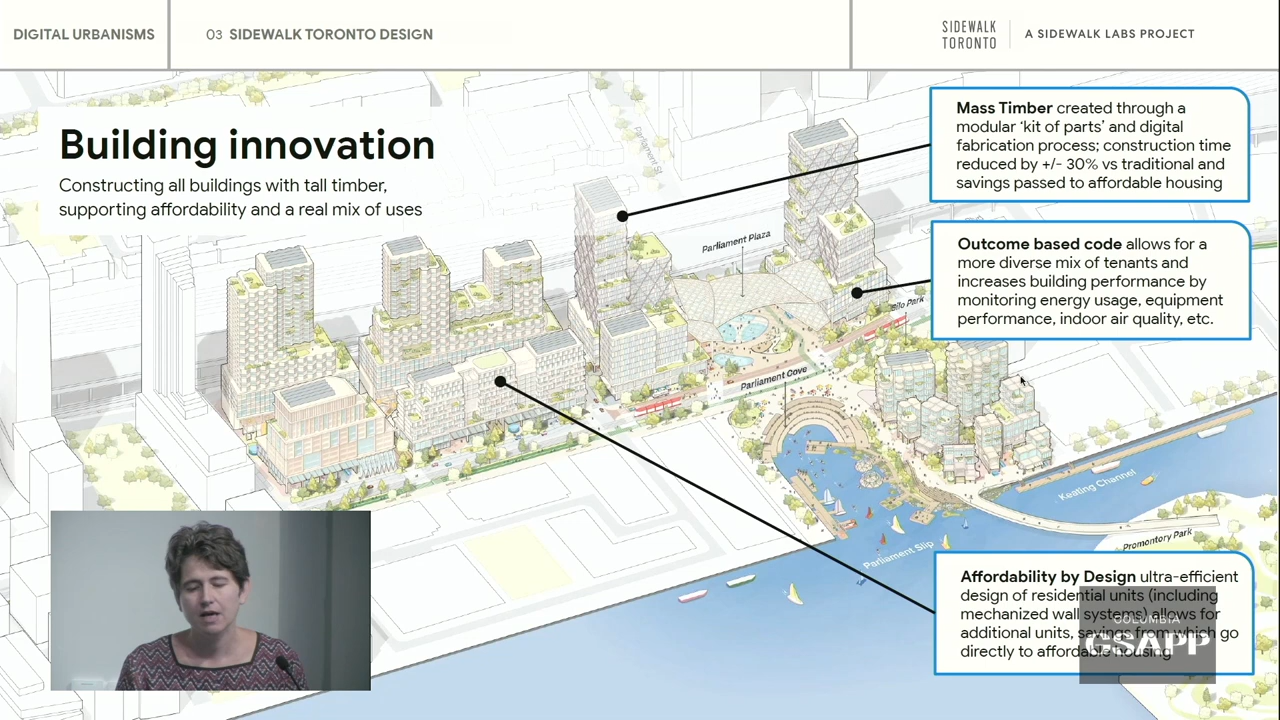 DIGITAL URBANISMS
03 SIDEWALK TORONTO DESIGN
SIDEWALK
TORONTO
A SIDEWALK LABS PROJECT
Building innovation
Constructing all buildings with tall timber,
supporting affordability and a real mix of uses
Mass Timber created through a
modular ‘kit of parts’ and digital
fabrication process; construction time
reduced by +/- 30% vs traditional and
savings passed to affordable housing
Outcome based code allows for a
more diverse mix of tenants and
increases building performance by
monitoring energy usage, equipment
performance, indoor air quality, etc.
Parliament St
Parliament Plaza
Park
Parliament Cove
Keating Channel
Parliament Slip
Promontory Park
Affordability by Design ultra-efficient
design of residential units (including
mechanized wall systems) allows for
additional units, savings from which go
directly to affordable housing
COLUMBIA
GSAPP